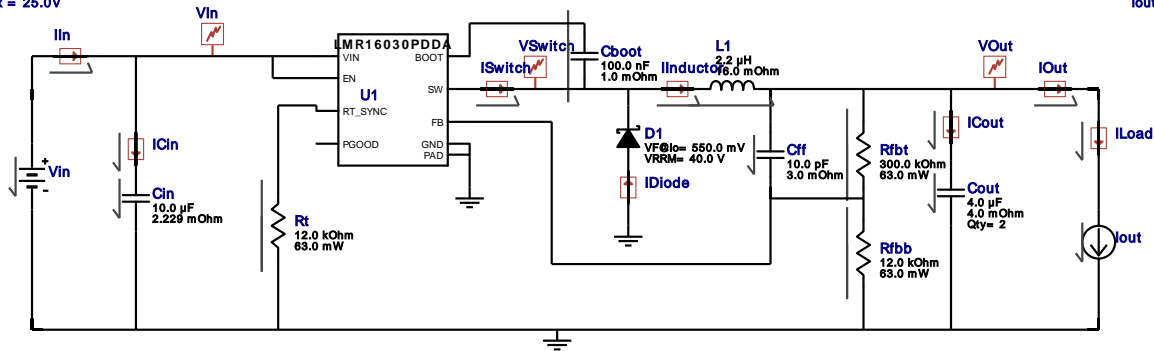 x = 25.0V
Iout
VIn
IIn
LMR16030PDDA
VIN
BOOT
EN
U1
SW
RT_SYNC
FB
PGOOD
GND
PAD
VSwitch
ISwitch
Cboot
100.0 nF
1.0 mOhm
IInductor
L1
2.2 µH
16.0 mOhm
VOut
IOut
ICin
Vin
Cin
10.0 µF
2.229 mOhm
Rt
12.0 kOhm
63.0 mW
D1
VF@Io= 550.0 mV
VRRM= 40.0 V
IDiode
Cff
10.0 pF
3.0 mOhm
Rfbt
300.0 kOhm
63.0 mW
Rfbb
12.0 kOhm
63.0 mW
ICout
Cout
4.0 µF
4.0 mOhm
Qty= 2
ILoad
Iout